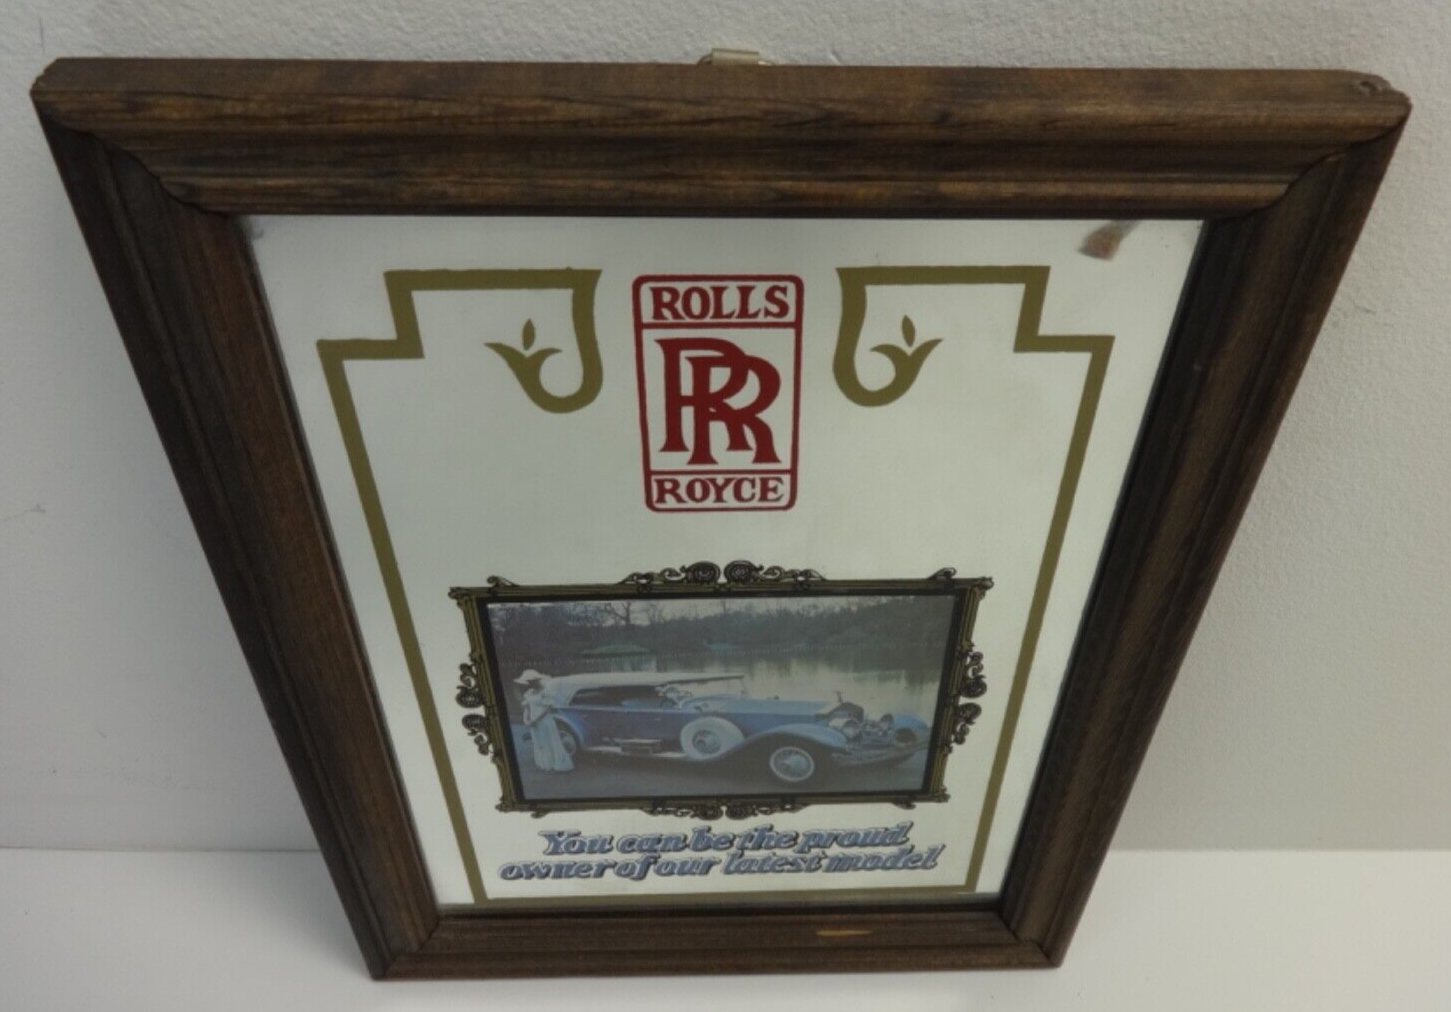 ROLLS
RR
ROYCE
You can be the proud
owner of our latest model